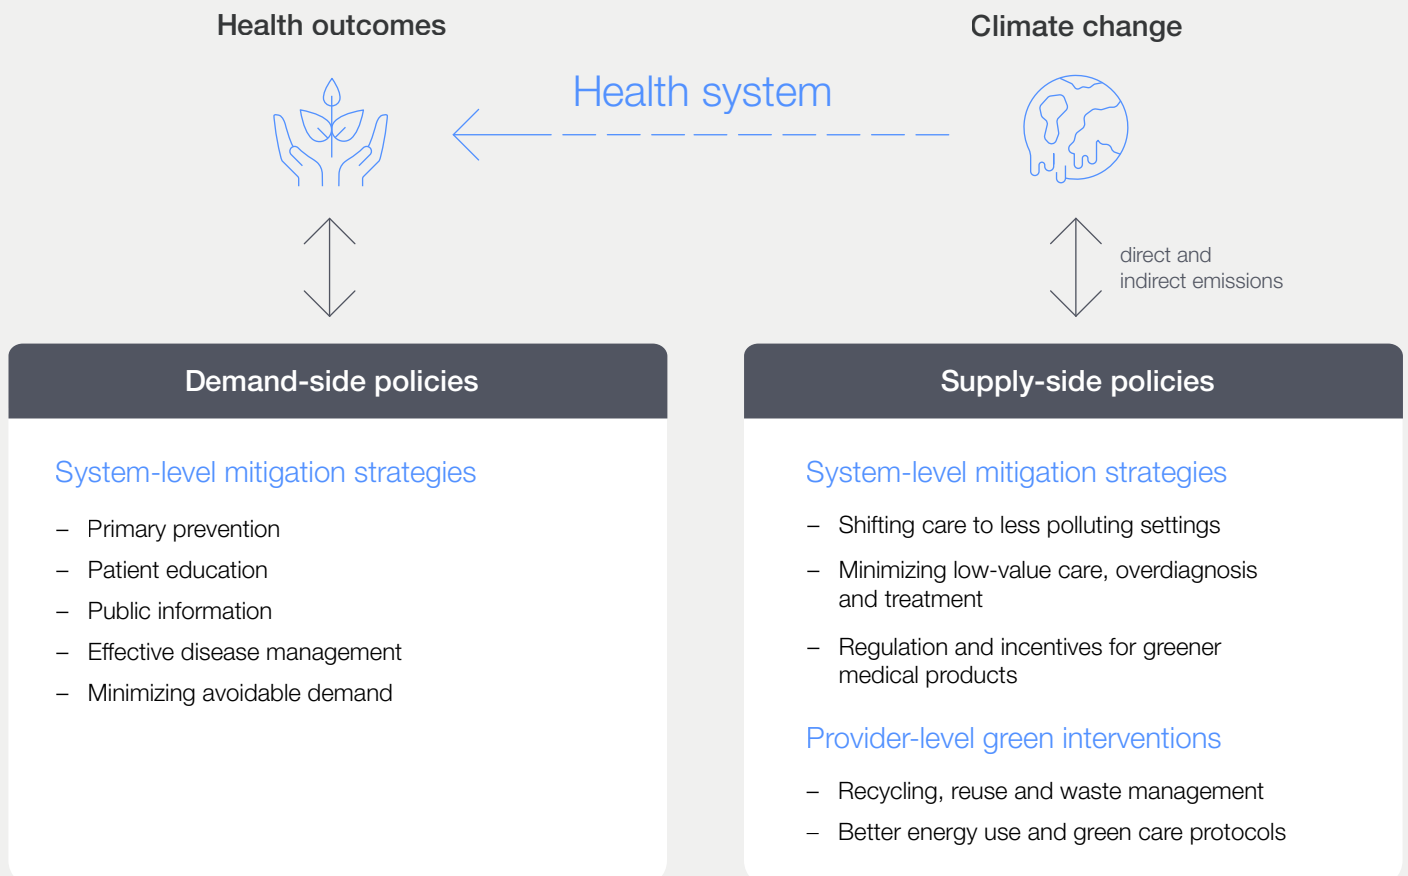 Health outcomes
Climate change
Health system
direct and
indirect emissions
Demand-side policies
System-level mitigation strategies
– Primary prevention
– Patient education
– Public information
– Effective disease management
– Minimizing avoidable demand
Supply-side policies
System-level mitigation strategies
– Shifting care to less polluting settings
– Minimizing low-value care, overdiagnosis
and treatment
– Regulation and incentives for greener
medical products
Provider-level green interventions
– Recycling, reuse and waste management
– Better energy use and green care protocols